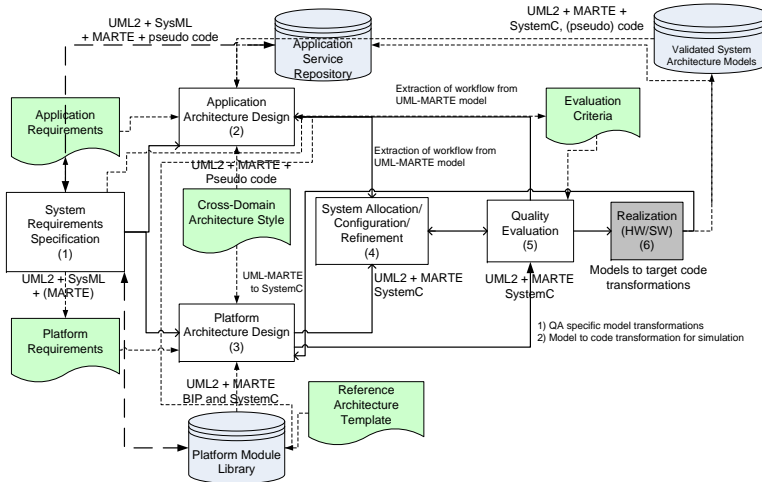 UML2 + SysML
+ MARTE + pseudo code
Application
Service
Repository
UML2 + MARTE +
SystemC, (pseudo) code
Validated System
Architecture Models
Application
Requirements
Application
Architecture Design
(2)
Extraction of workflow from
UML-MARTE model
Evaluation
Criteria
Extraction of workflow from
UML-MARTE model
UML2 + MARTE +
Pseudo code
System
Requirements
Specification
(1)
Cross-Domain
Architecture Style
System Allocation/
Configuration/
Refinement
(4)
Quality
Evaluation
(5)
Realization
(HW/SW)
(6)
Models to target code
transformations
UML2 + SysML
+ (MARTE)
UML-MARTE
to SystemC
UML2 + MARTE
SystemC
UML2 + MARTE
SystemC
Platform
Requirements
Platform
Architecture Design
(3)
1) QA specific model transformations
2) Model to code transformation for simulation
UML2 + MARTE
BIP and SystemC
Reference
Architecture
Template
Platform Module
Library